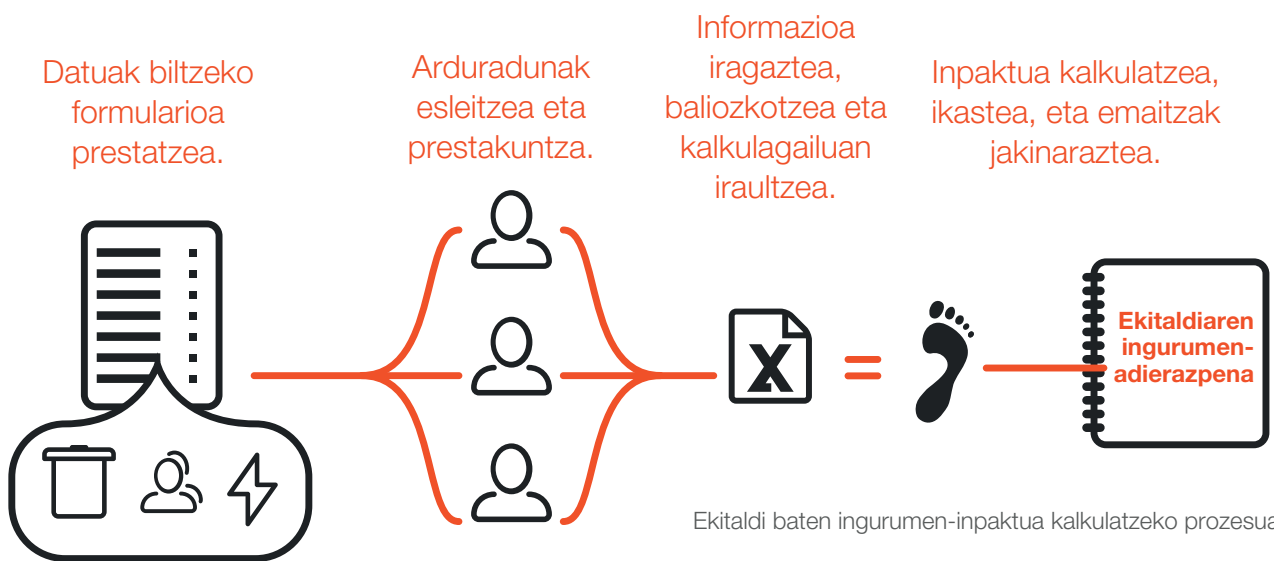 Datuak biltzeko
formularioa
prestatzea.
Arduradunak
esleitzea eta
prestakuntza.
Informazioa
iragaztea,
baliozkotzea eta
kalkulagailuan
iraultzea.
Inpaktua kalkulatzea,
ikastea, eta emaitzak
jakinaraztea.
X
=
Ekitaldiaren
ingurumen-
adierazpena
Ekitaldi baten ingurumen-inpaktua kalkulatzeko prozesua